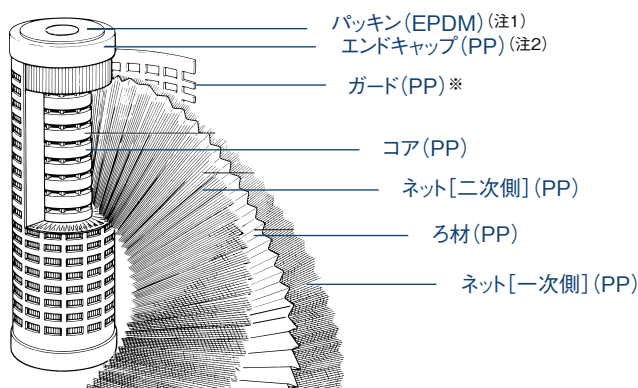 パッキン(EPDM)(注1)
エンドキャップ(PP)(注2)
ガード(PP)※
コア(PP)
ネット[二次側](PP)
ろ材(PP)
ネット[一次側](PP)